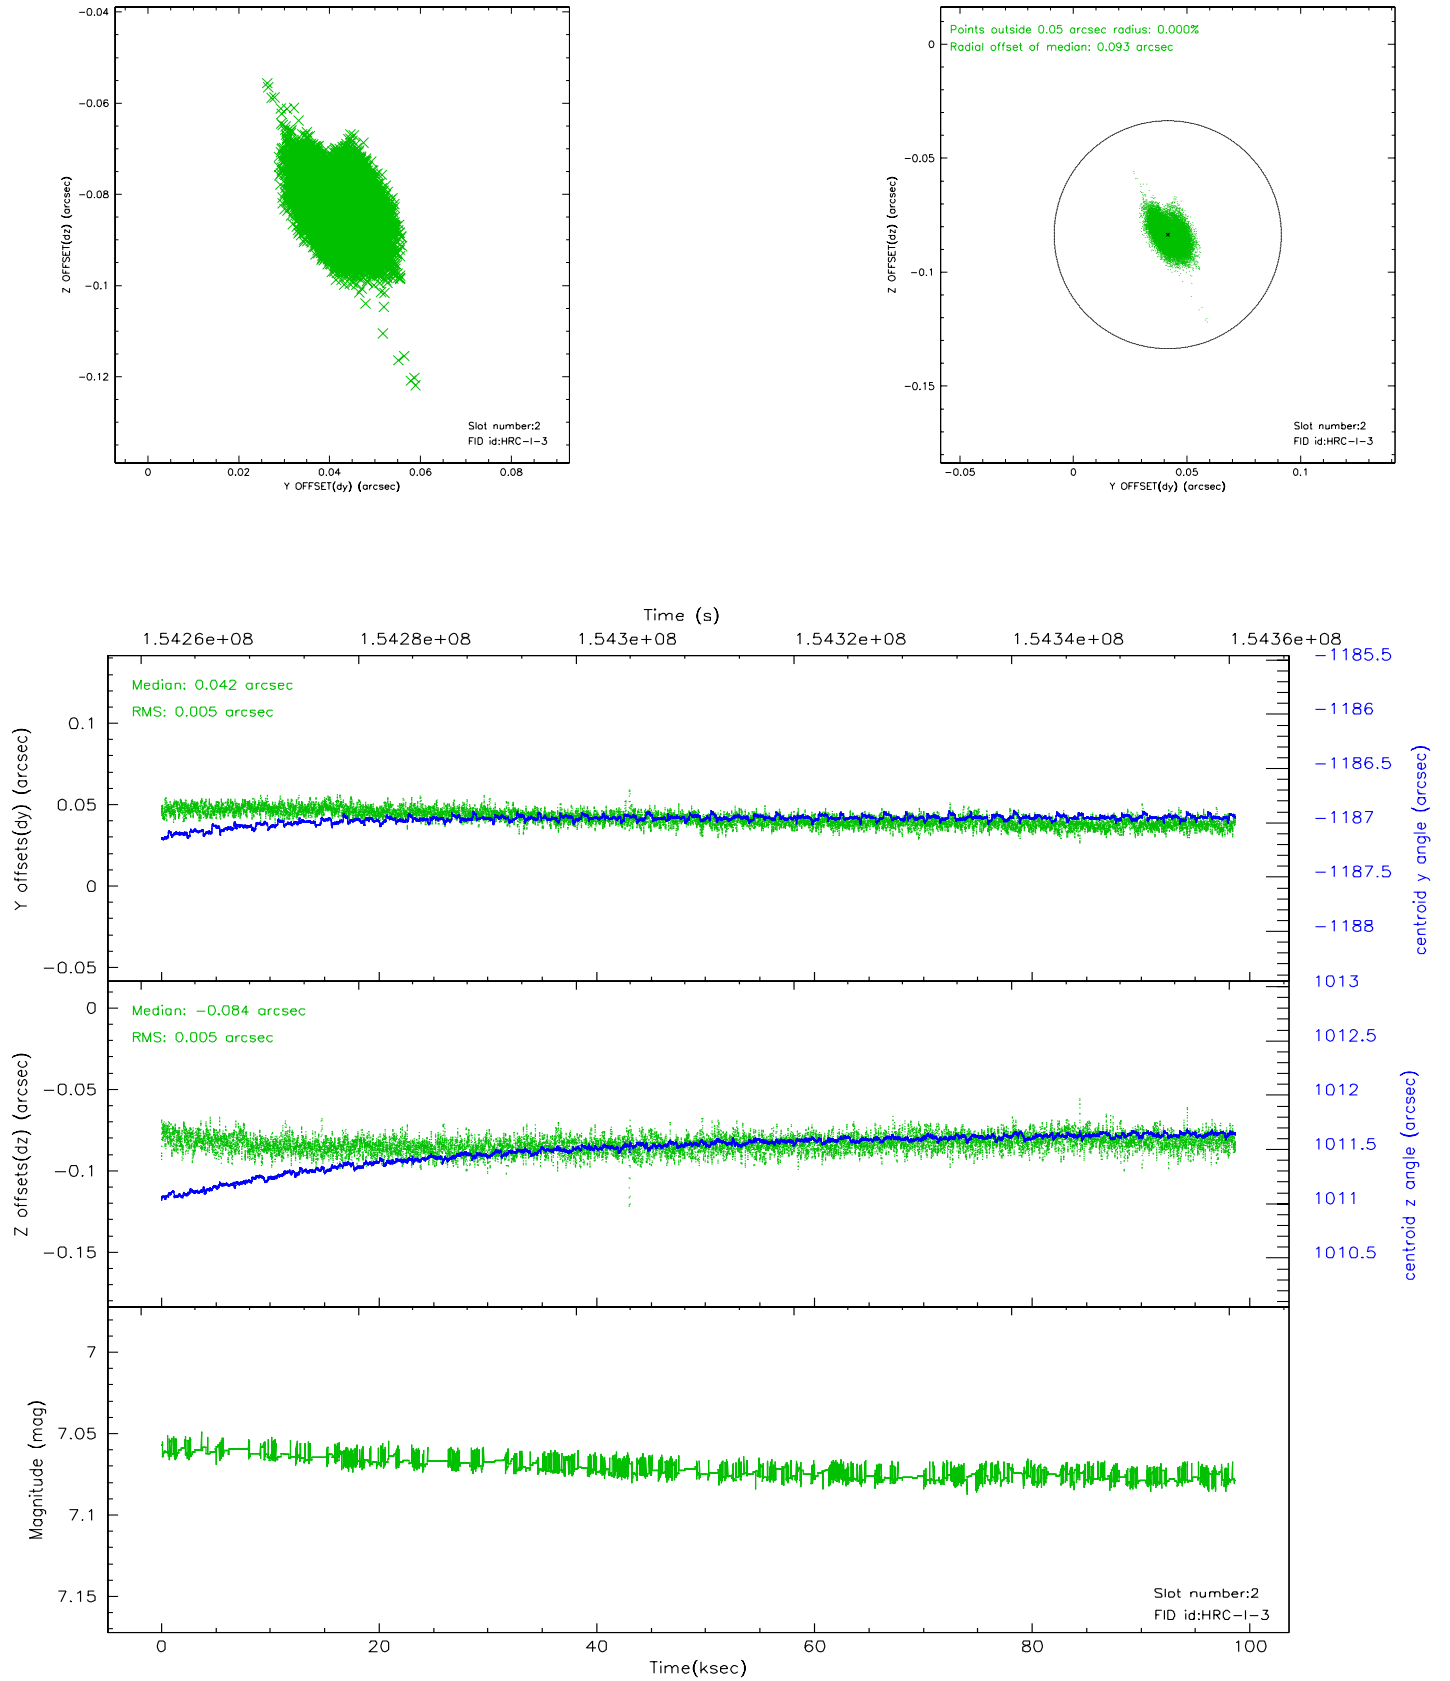 -0.04
-0.06
-0.08
-0.1
-0.12
Z OFFSET(dz) (arcsec)
Slot number:2
FID id:HRC-I-3
0 0.02 0.04 0.06 0.08
Y OFFSET(dy) (arcsec)
Points outside 0.05 arcsec radius: 0.000%
Radial offset of median: 0.093 arcsec
0
-0.05
-0.1
-0.15
Z OFFSET(dz) (arcsec)
Slot number:2
FID id:HRC-I-3
-0.05 0 0.05 0.1
Y OFFSET(dy) (arcsec)
Time (s)
1.5426e+08 1.5428e+08 1.543e+08 1.5432e+08 1.5434e+08 1.5436e+08
Median: 0.042 arcsec
RMS: 0.005 arcsec
0.1
0.05
0
-0.05
Y offsets(dy) (arcsec)
-1185.5
-1186
-1186.5
-1187
-1187.5
-1188
centroid y angle (arcsec)
Median: -0.084 arcsec
RMS: 0.005 arcsec
0
-0.05
-0.1
-0.15
Z offsets(dz) (arcsec)
1013
1012.5
1012
1011.5
1011
1010.5
centroid z angle (arcsec)
7
7.05
7.1
7.15
Magnitude (mag)
Slot number:2
FID id:HRC-I-3
0 20 40 60 80 100
Time(ksec)